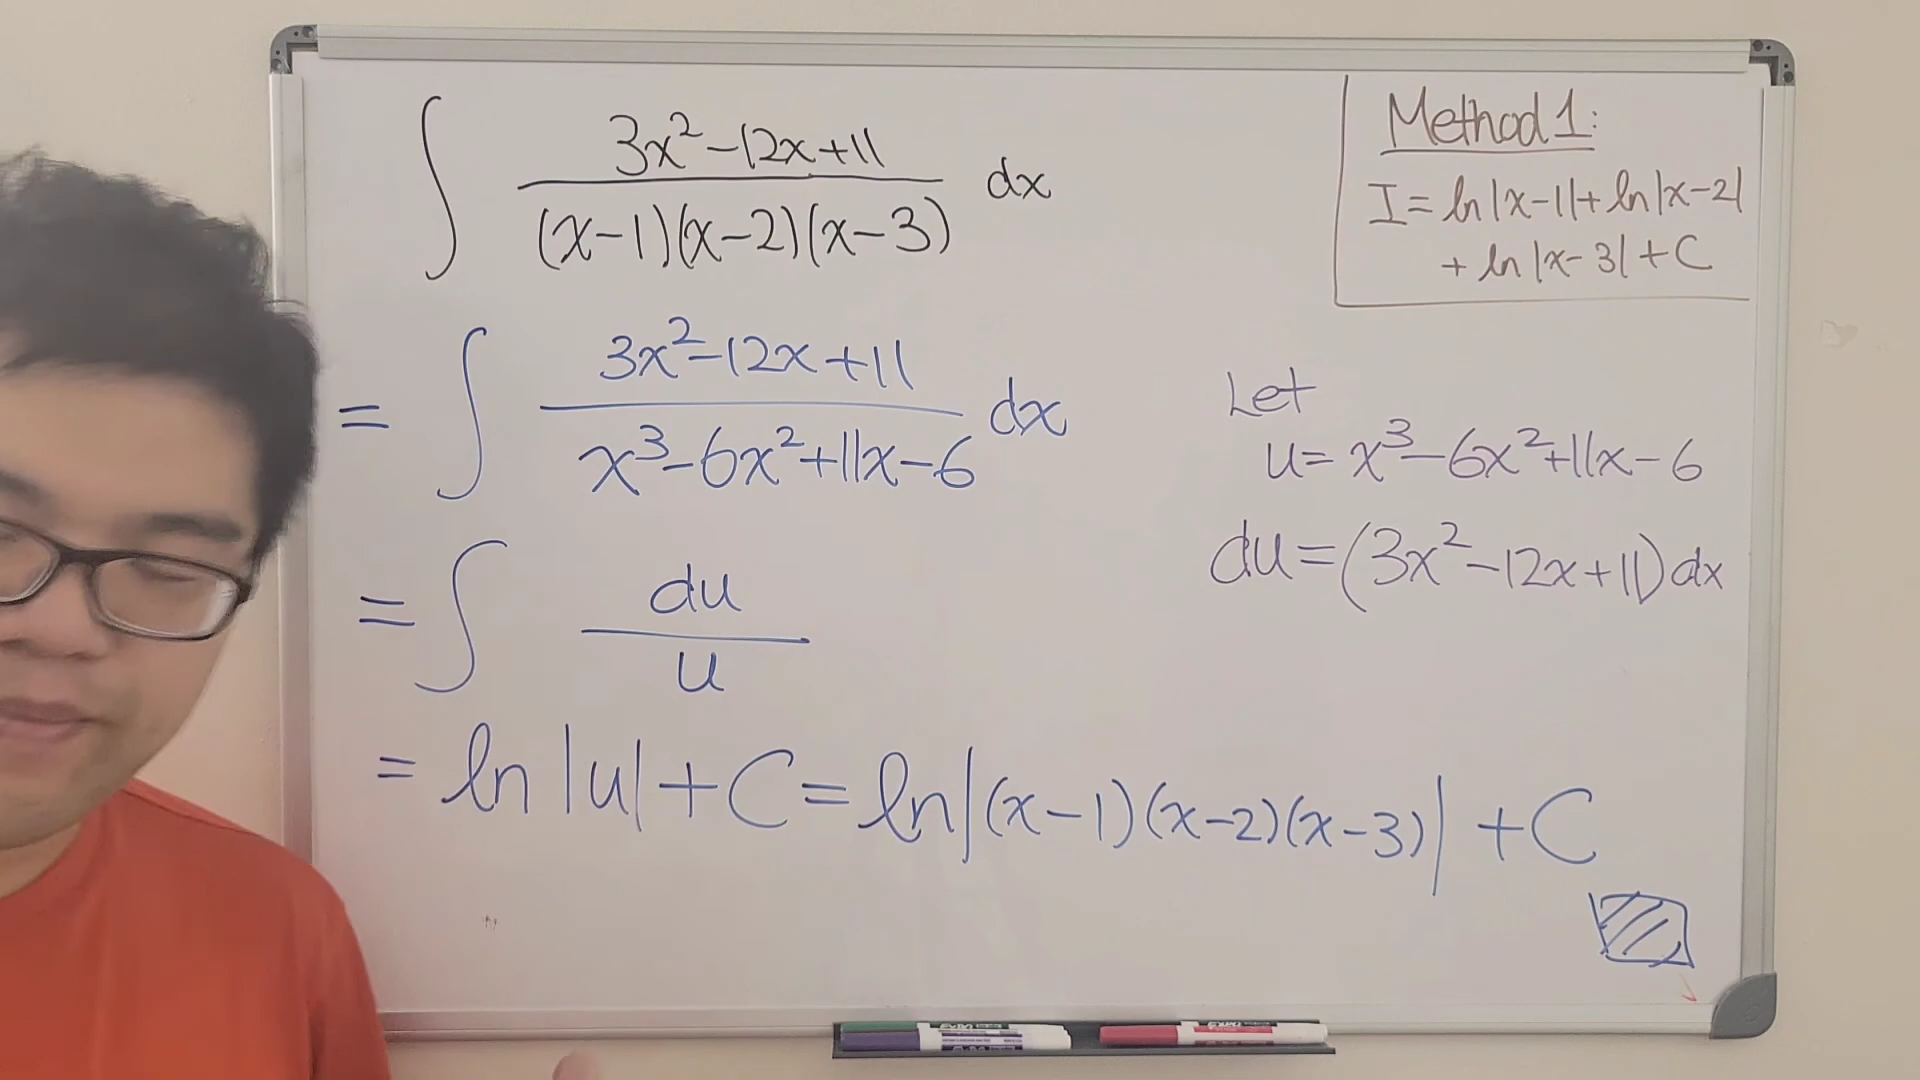 ∫ (3x²-12x+11)/((x-1)(x-2)(x-3)) dx
= ∫ (3x²-12x+11)/(x³-6x²+11x-6) dx
= ∫ du/u
= ln|u|+C = ln|(x-1)(x-2)(x-3)| +C
Method 1:
I = ln|x-1|+ln|x-2|
+ ln|x-3| + C
Let
u = x³-6x²+11x-6
du = (3x²-12x+11)dx
EXPO